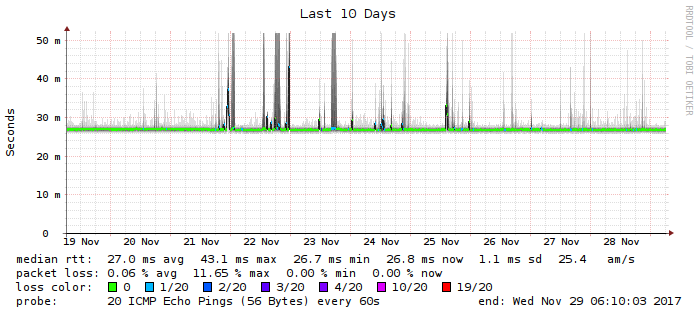 Last 10 Days
RRDTOOL / TOBI OETIKER
Seconds
50 m
40 m
30 m
20 m
10 m
0
19 Nov 20 Nov 21 Nov 22 Nov 23 Nov 24 Nov 25 Nov 26 Nov 27 Nov 28 Nov
median rtt: 27.0 ms avg 43.1 ms max 26.7 ms min 26.8 ms now 1.1 ms sd 25.4 am/s
packet loss: 0.06 % avg 11.65 % max 0.00 % min 0.00 % now
loss color: 0 1/20 2/20 3/20 4/20 10/20 19/20
probe: 20 ICMP Echo Pings (56 Bytes) every 60s end: Wed Nov 29 06:10:03 2017